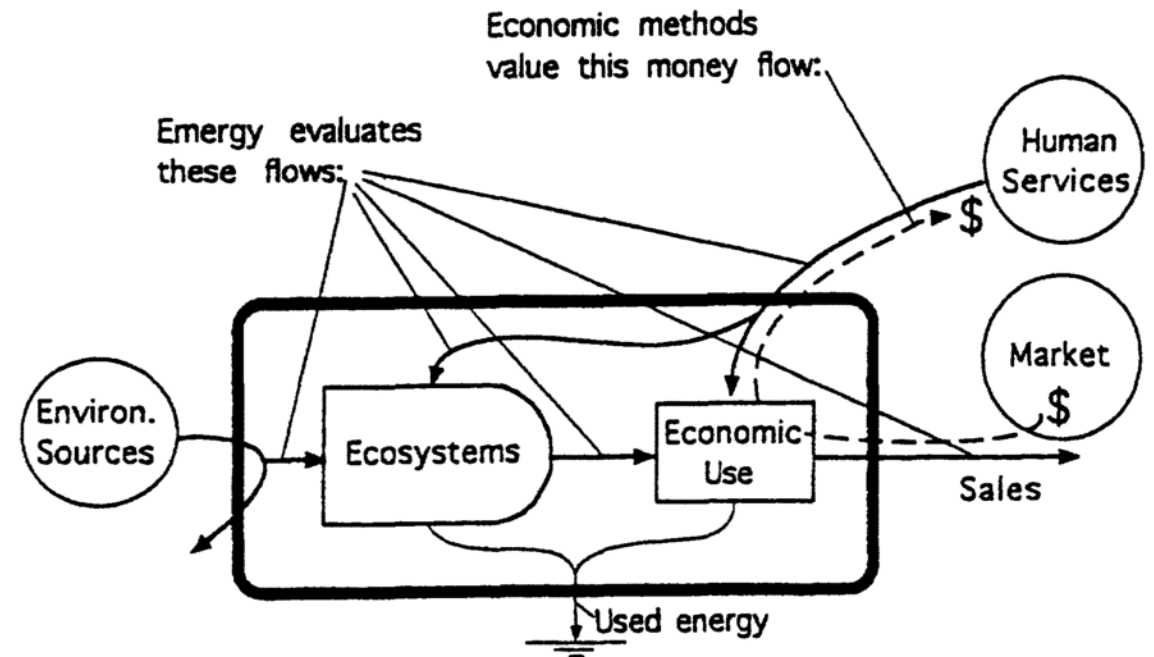 Economic methods
value this money flow:
Emergy evaluates
these flows:
Human
Services
$
Market
$
Environ.
Sources
Ecosystems
Economic
Use
Sales
Used energy